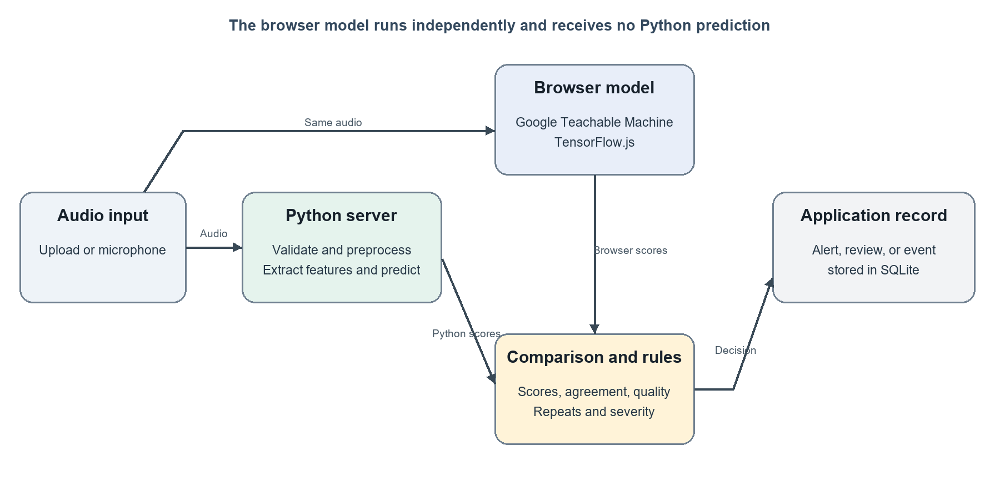 The browser model runs independently and receives no Python prediction
Browser model
Google Teachable Machine
TensorFlow.js
Same audio
Audio input
Upload or microphone
Audio
Python server
Validate and preprocess
Extract features and predict
Browser scores
Application record
Alert, review, or event
stored in SQLite
Python scores
Comparison and rules
Scores, agreement, quality
Repeats and severity
Decision